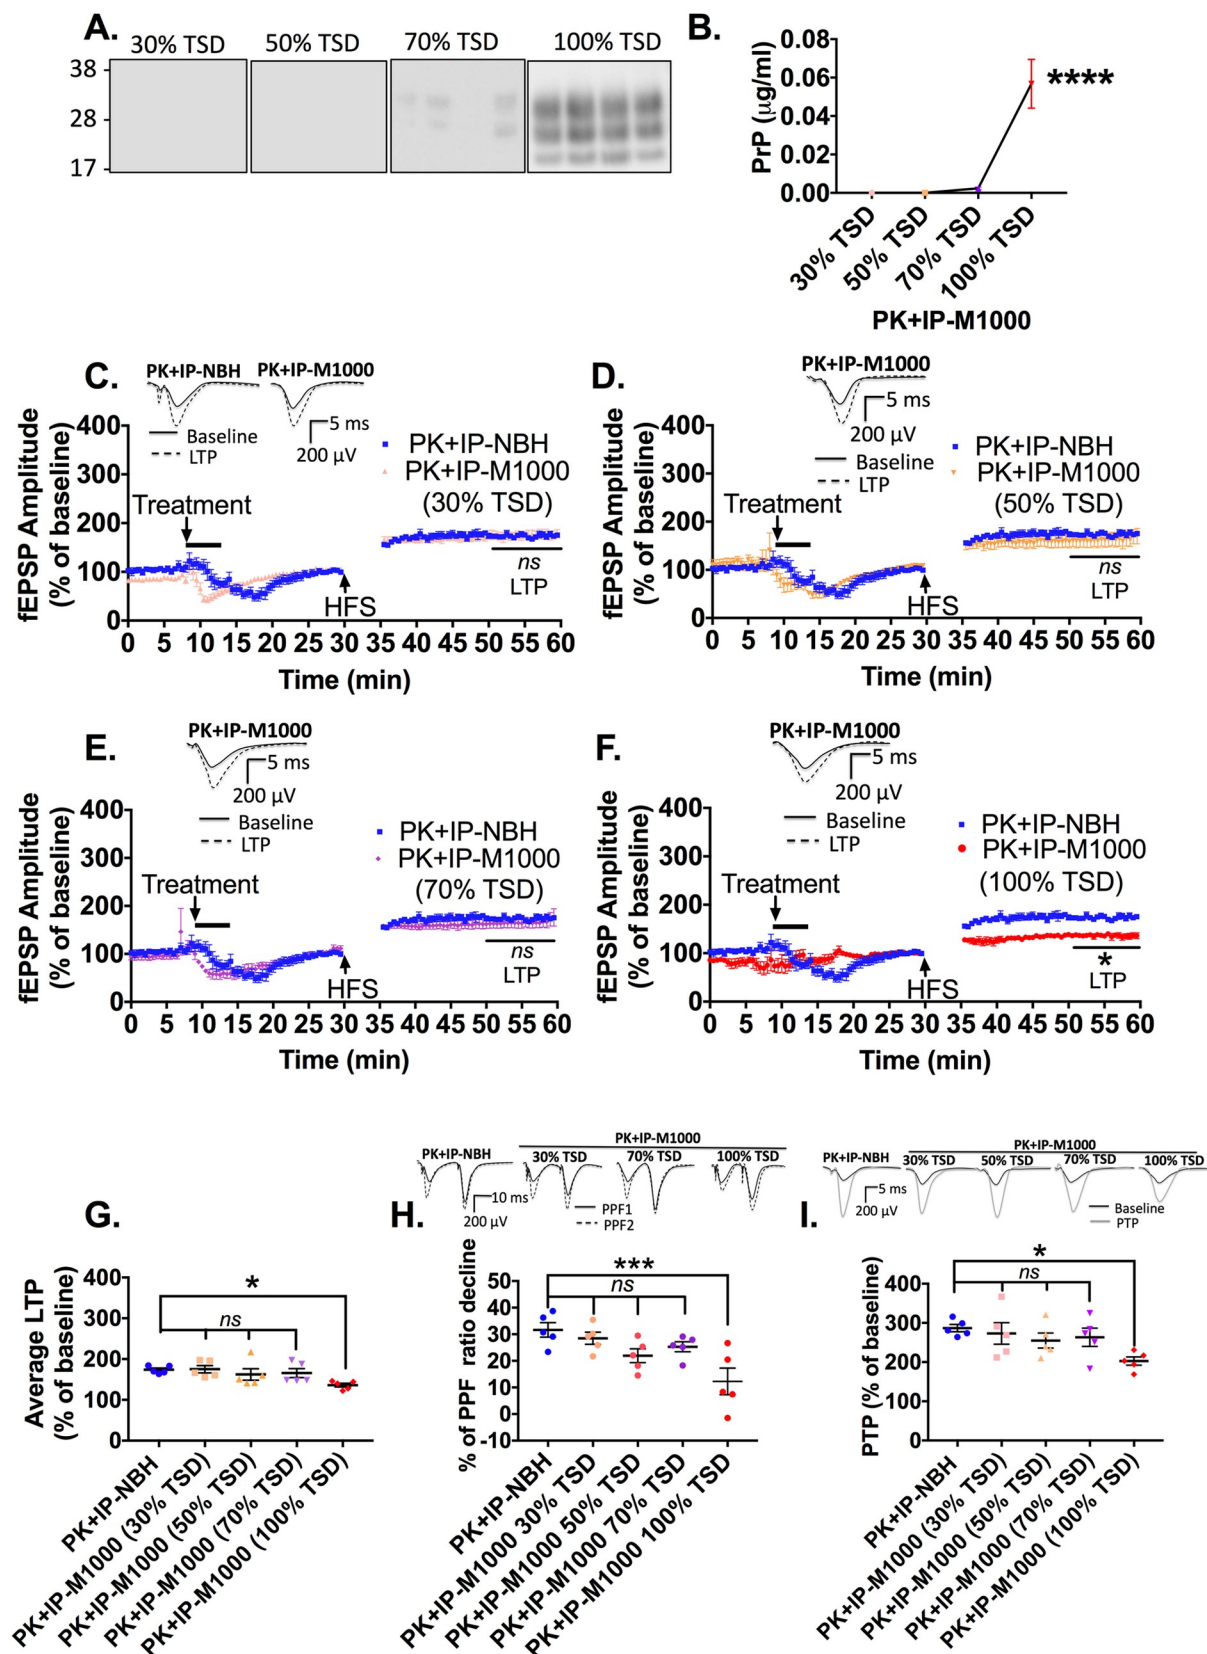 A.
30% TSD 50% TSD 70% TSD 100% TSD
38
28
17
B.
PrP (μg/ml)
0.08
0.06
0.04
0.02
0.00
****
30% TSD
50% TSD
70% TSD
100% TSD
PK+IP-M1000
C.
PK+IP-NBH PK+IP-M1000
5 ms
200 μV
Baseline
LTP
PK+IP-NBH
PK+IP-M1000
(30% TSD)
fEPSP Amplitude
(% of baseline)
400
300
200
100
0
Treatment
HFS
ns
LTP
0 5 10 15 20 25 30 35 40 45 50 55 60
Time (min)
D.
PK+IP-M1000
5 ms
200 μV
Baseline
LTP
PK+IP-NBH
PK+IP-M1000
(50% TSD)
fEPSP Amplitude
(% of baseline)
400
300
200
100
0
Treatment
HFS
ns
LTP
0 5 10 15 20 25 30 35 40 45 50 55 60
Time (min)
E.
PK+IP-M1000
5 ms
200 μV
Baseline
LTP
PK+IP-NBH
PK+IP-M1000
(70% TSD)
fEPSP Amplitude
(% of baseline)
400
300
200
100
0
Treatment
HFS
ns
LTP
0 5 10 15 20 25 30 35 40 45 50 55 60
Time (min)
F.
PK+IP-M1000
5 ms
200 μV
Baseline
LTP
PK+IP-NBH
PK+IP-M1000
(100% TSD)
fEPSP Amplitude
(% of baseline)
400
300
200
100
0
Treatment
HFS
*
LTP
0 5 10 15 20 25 30 35 40 45 50 55 60
Time (min)
G.
Average LTP
(% of baseline)
400
300
200
100
0
*
ns
PK+IP-NBH
PK+IP-M1000 (30% TSD)
PK+IP-M1000 (50% TSD)
PK+IP-M1000 (70% TSD)
PK+IP-M1000 (100% TSD)
H.
PK+IP-M1000
PK+IP-NBH 30% TSD 70% TSD 100% TSD
10 ms
200 μV
PPF1
PPF2
% of PPF ratio decline
50
40
30
20
10
0
-10
***
ns
PK+IP-NBH
PK+IP-M1000 30% TSD
PK+IP-M1000 50% TSD
PK+IP-M1000 70% TSD
PK+IP-M1000 100% TSD
I.
PK+IP-M1000
PK+IP-NBH 30% TSD 50% TSD 70% TSD 100% TSD
5 ms
200 μV
Baseline
PTP
PTP (% of baseline)
400
300
200
100
0
*
ns
PK+IP-NBH
PK+IP-M1000 (30% TSD)
PK+IP-M1000 (50% TSD)
PK+IP-M1000 (70% TSD)
PK+IP-M1000 (100% TSD)